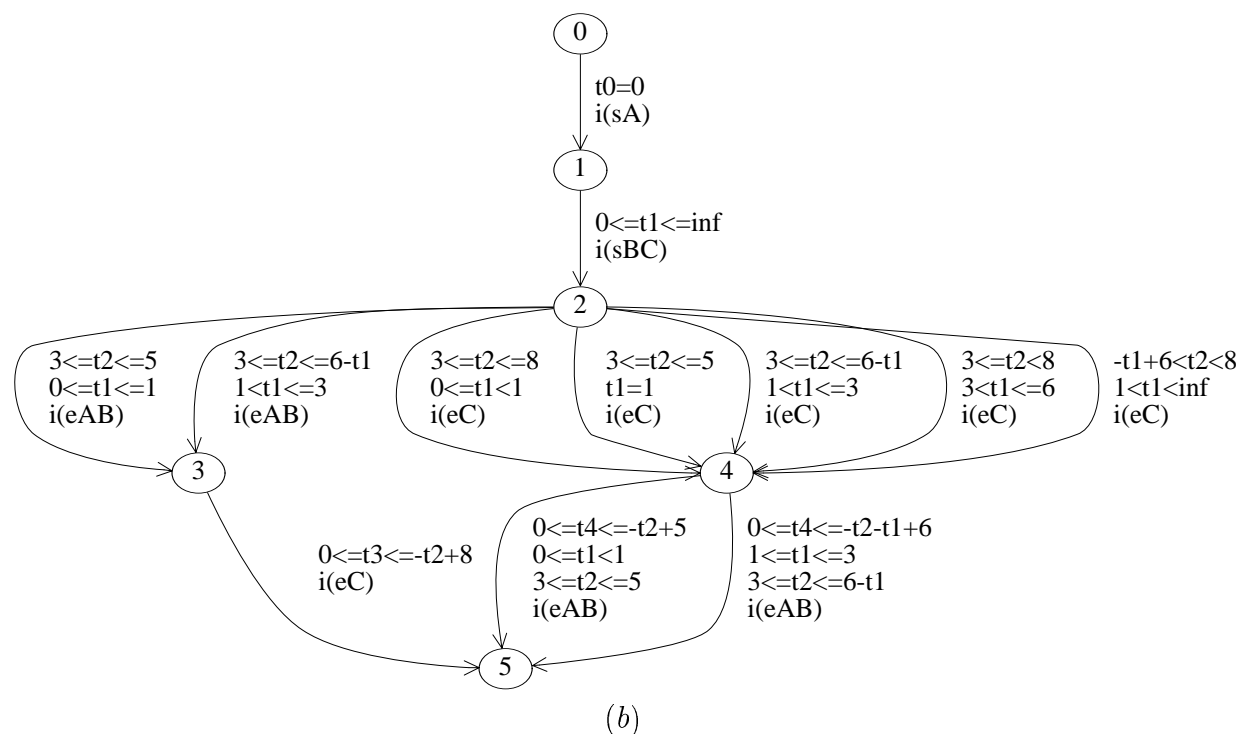 0
t0=0
i(sA)
1
0<=t1<=inf
i(sBC)
2
3<=t2<=5
0<=t1<=1
i(eAB)
3<=t2<=6-t1
1<t1<=3
i(eAB)
3<=t2<=8
0<=t1<1
i(eC)
3<=t2<=5
t1=1
i(eC)
3<=t2<=6-t1
1<t1<=3
i(eC)
3<=t2<8
3<t1<=6
i(eC)
-t1+6<t2<8
1<t1<inf
i(eC)
3
4
0<=t3<=-t2+8
i(eC)
0<=t4<=-t2+5
0<=t1<1
3<=t2<=5
i(eAB)
0<=t4<=-t2-t1+6
1<=t1<=3
3<=t2<=6-t1
i(eAB)
5
(b)